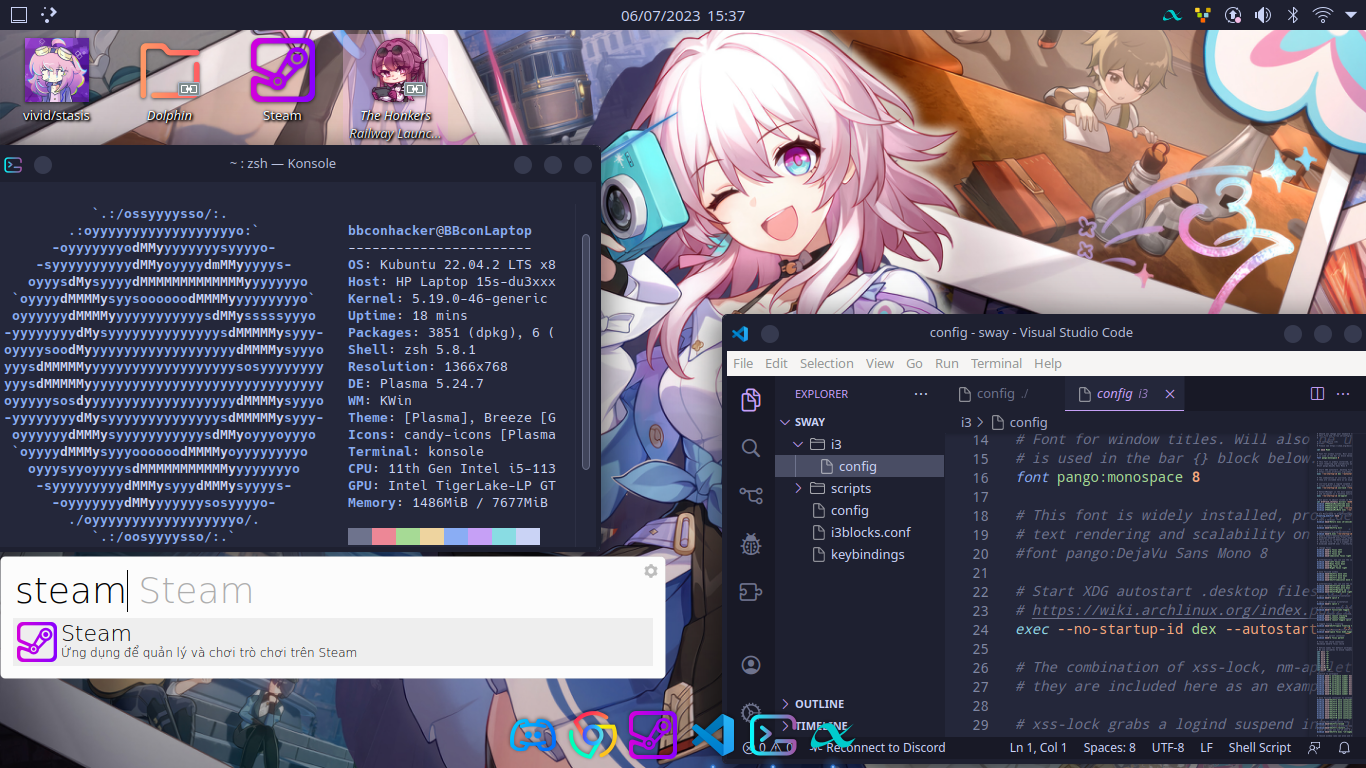 06/07/2023 15:37
vivid/stasis
Dolphin
Steam
The Honkers
Railway Launc...
~ : zsh — Konsole
`.:/ossyyyysso/:.
.:oyyyyyyyyyyyyyyyyyyo:`
-oyyyyyyyodMMyyyyyyyysyyyyo-
-syyyyyyyyyydMMyoyyyydmMMyyyyys-
oyyysdMysyyyydMMMMMMMMMMMMMyyyyyyyo
`oyyyydMMMMysyysoooooodMMMMyyyyyyyyyo`
oyyyyyydMMMMyyyyyyyyyyyysdMMysssssyyyo
-yyyyyyyydMysyyyyyyyyyyyyyysdMMMMMysyyy-
oyyyysoodMyyyyyyyyyyyyyyyyyydMMMMysyyyo
yyysdMMMMMyyyyyyyyyyyyyyyyyyysosyyyyyyyy
yyysdMMMMMyyyyyyyyyyyyyyyyyyyyyyyyyyyyyy
oyyyyysosdyyyyyyyyyyyyyyyyyydMMMMysyyyo
-yyyyyyyydMysyyyyyyyyyyyyyysdMMMMMysyyy-
oyyyyyydMMMysyyyyyyyyyyysdMMyoyyyoyyyo
`oyyyydMMMysyyyoooooodMMMMyoyyyyyyyyo
oyyysyyoyyyysdMMMMMMMMMMMyyyyyyyyo
-syyyyyyyyydMMMysyyydMMMysyyyys-
-oyyyyyyydMMyyyyyyysosyyyyo-
./oyyyyyyyyyyyyyyyyyyo/.
`.:/oosyyyysso/:.`
bbconhacker@BBconLaptop
-----------------------
OS: Kubuntu 22.04.2 LTS x8
Host: HP Laptop 15s-du3xxx
Kernel: 5.19.0-46-generic
Uptime: 18 mins
Packages: 3851 (dpkg), 6 (
Shell: zsh 5.8.1
Resolution: 1366x768
DE: Plasma 5.24.7
WM: KWin
Theme: [Plasma], Breeze [G
Icons: candy-icons [Plasma
Terminal: konsole
CPU: 11th Gen Intel i5-113
GPU: Intel TigerLake-LP GT
Memory: 1486MiB / 7677MiB
steam Steam
Steam
Ứng dụng để quản lý và chơi trò chơi trên Steam
config - sway - Visual Studio Code
File Edit Selection View Go Run Terminal Help
EXPLORER ···
SWAY
i3
config
scripts
config
i3blocks.conf
keybindings
OUTLINE
TIMELINE
config ./
config i3
i3 > config
14 # Font for window titles. Will also be u
15 # is used in the bar {} block below.
16 font pango:monospace 8
17
18 # This font is widely installed, pro
19 # text rendering and scalability on
20 #font pango:DejaVu Sans Mono 8
21
22 # Start XDG autostart .desktop files
23 # https://wiki.archlinux.org/index.p
24 exec --no-startup-id dex --autostart
25
26 # The combination of xss-lock, nm-applet
27 # they are included here as an examp
28
29 # xss-lock grabs a logind suspend in
0 0
Reconnect to Discord
Ln 1, Col 1 Spaces: 8 UTF-8 LF Shell Script